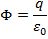 Φ = q/ε₀